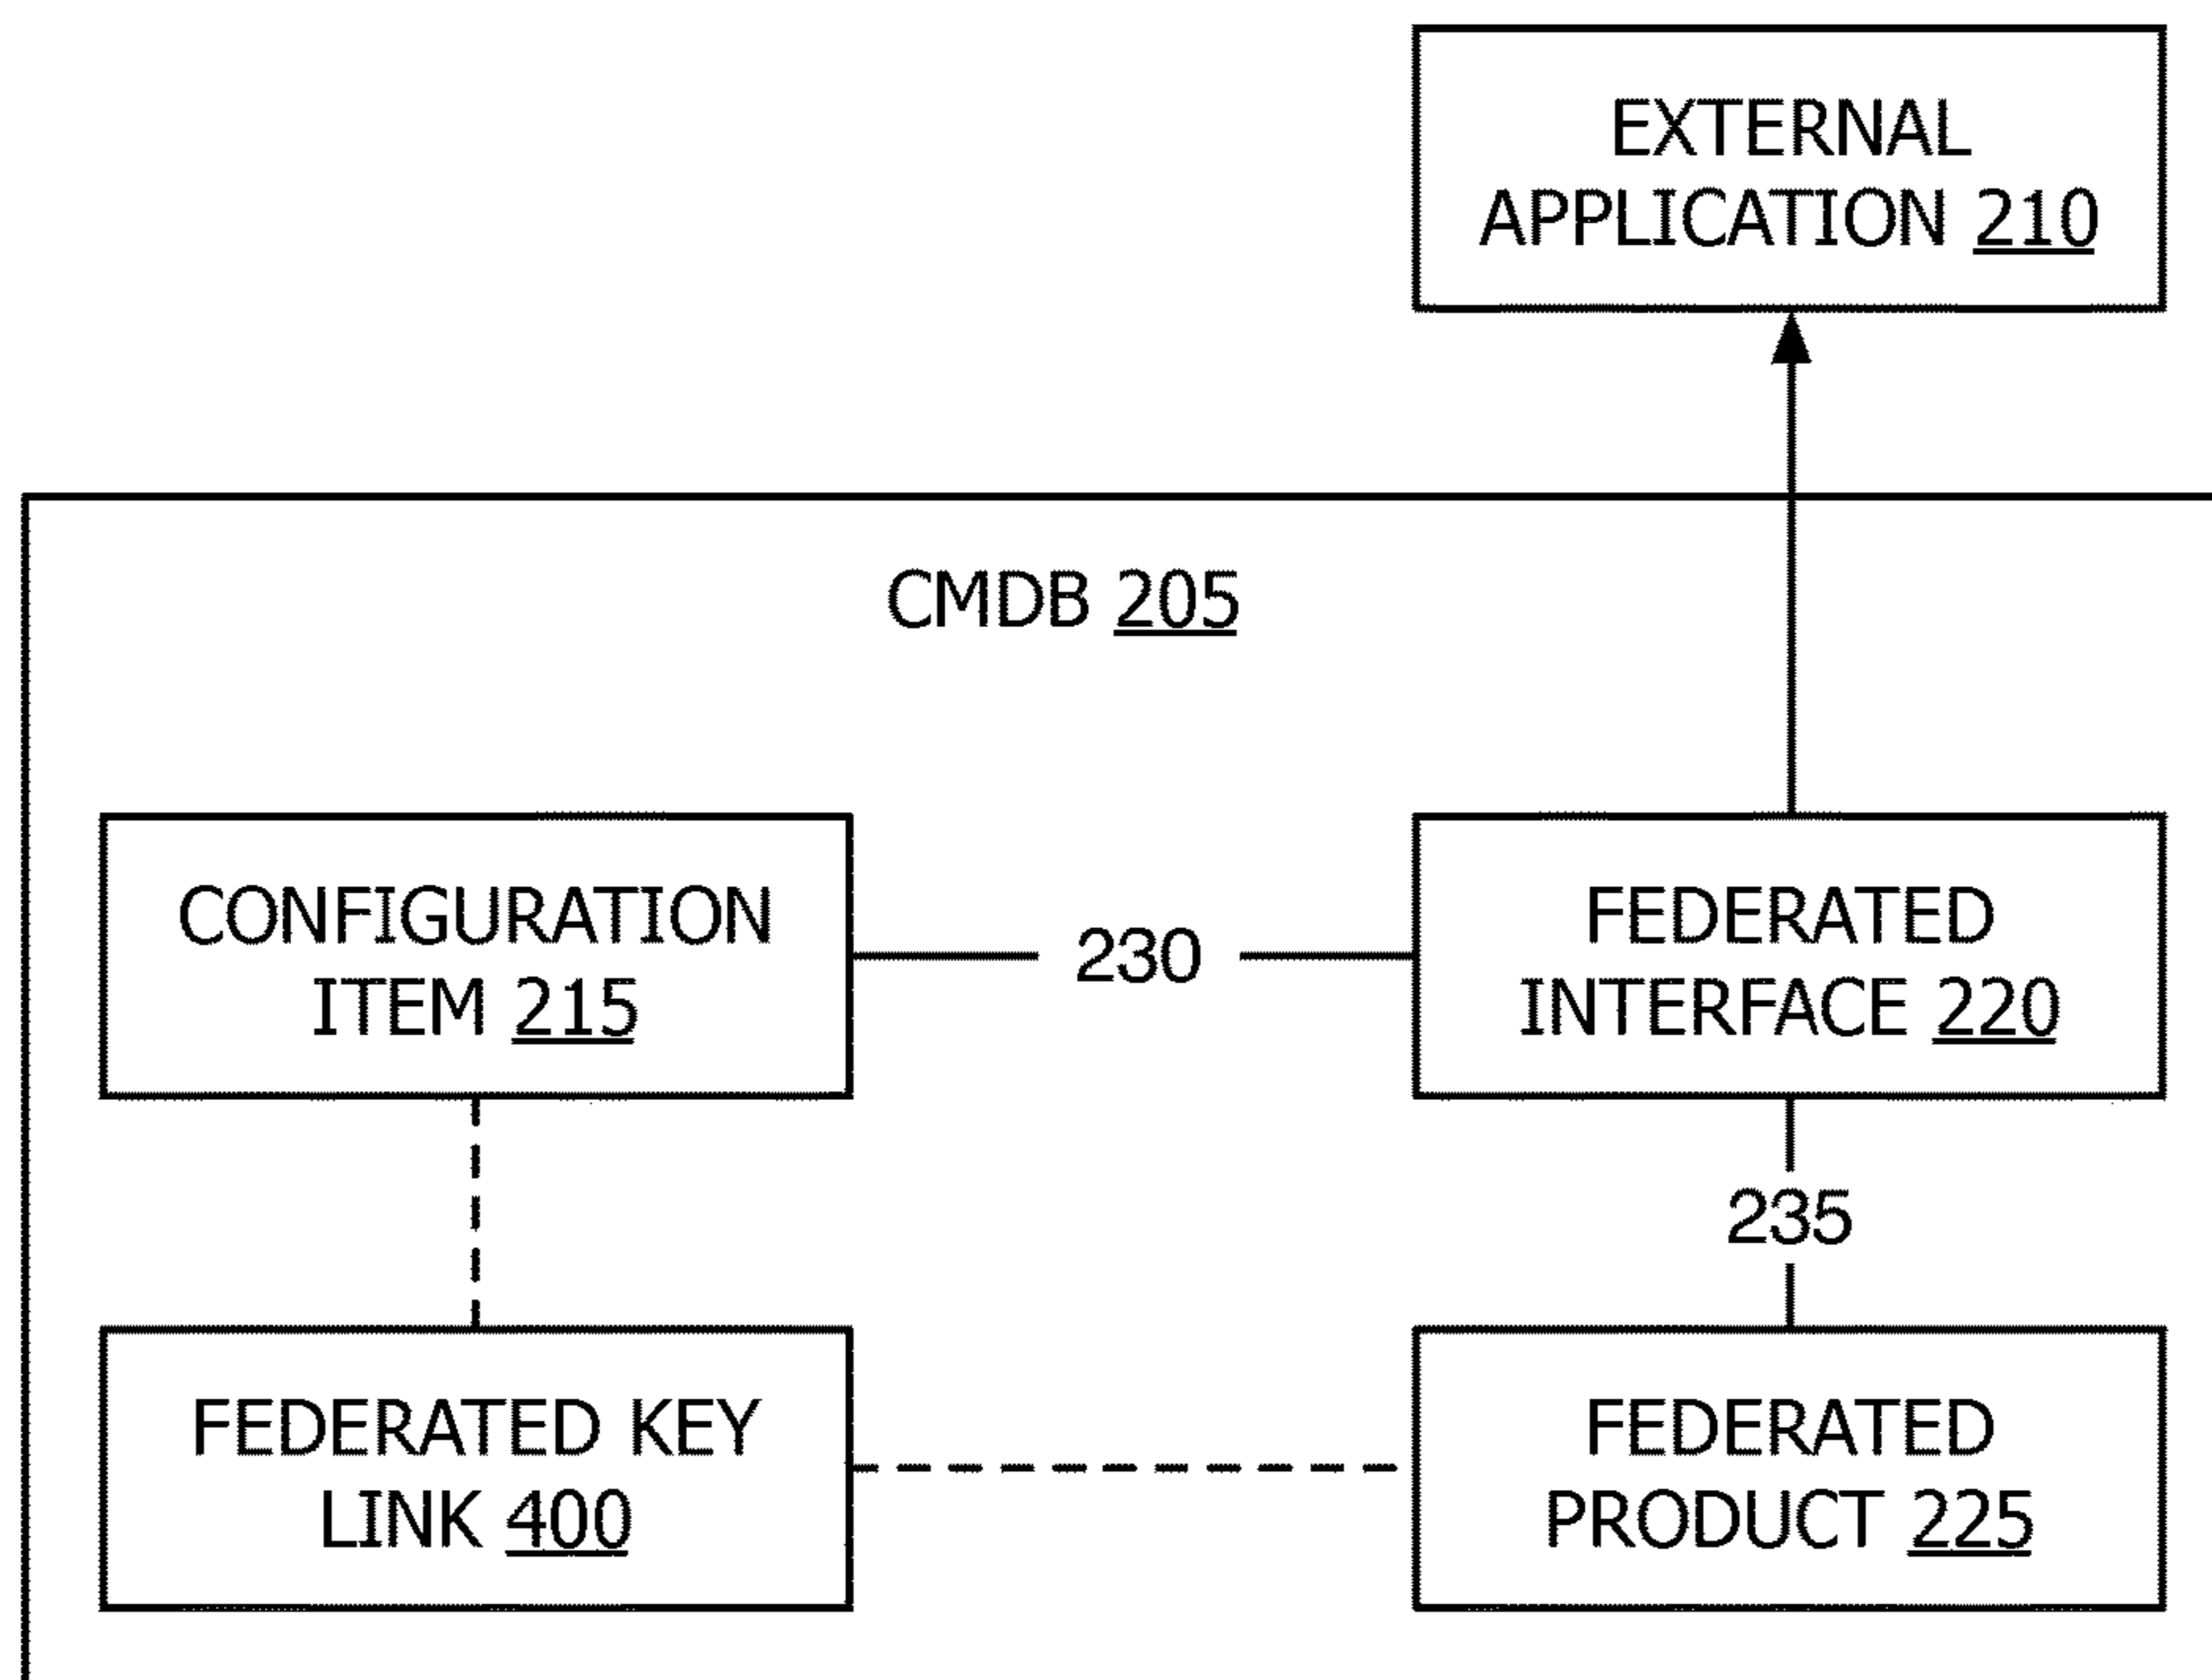 EXTERNAL
APPLICATION 210
CMDB 205
CONFIGURATION
ITEM 215
230
FEDERATED
INTERFACE 220
235
FEDERATED KEY
LINK 400
FEDERATED
PRODUCT 225